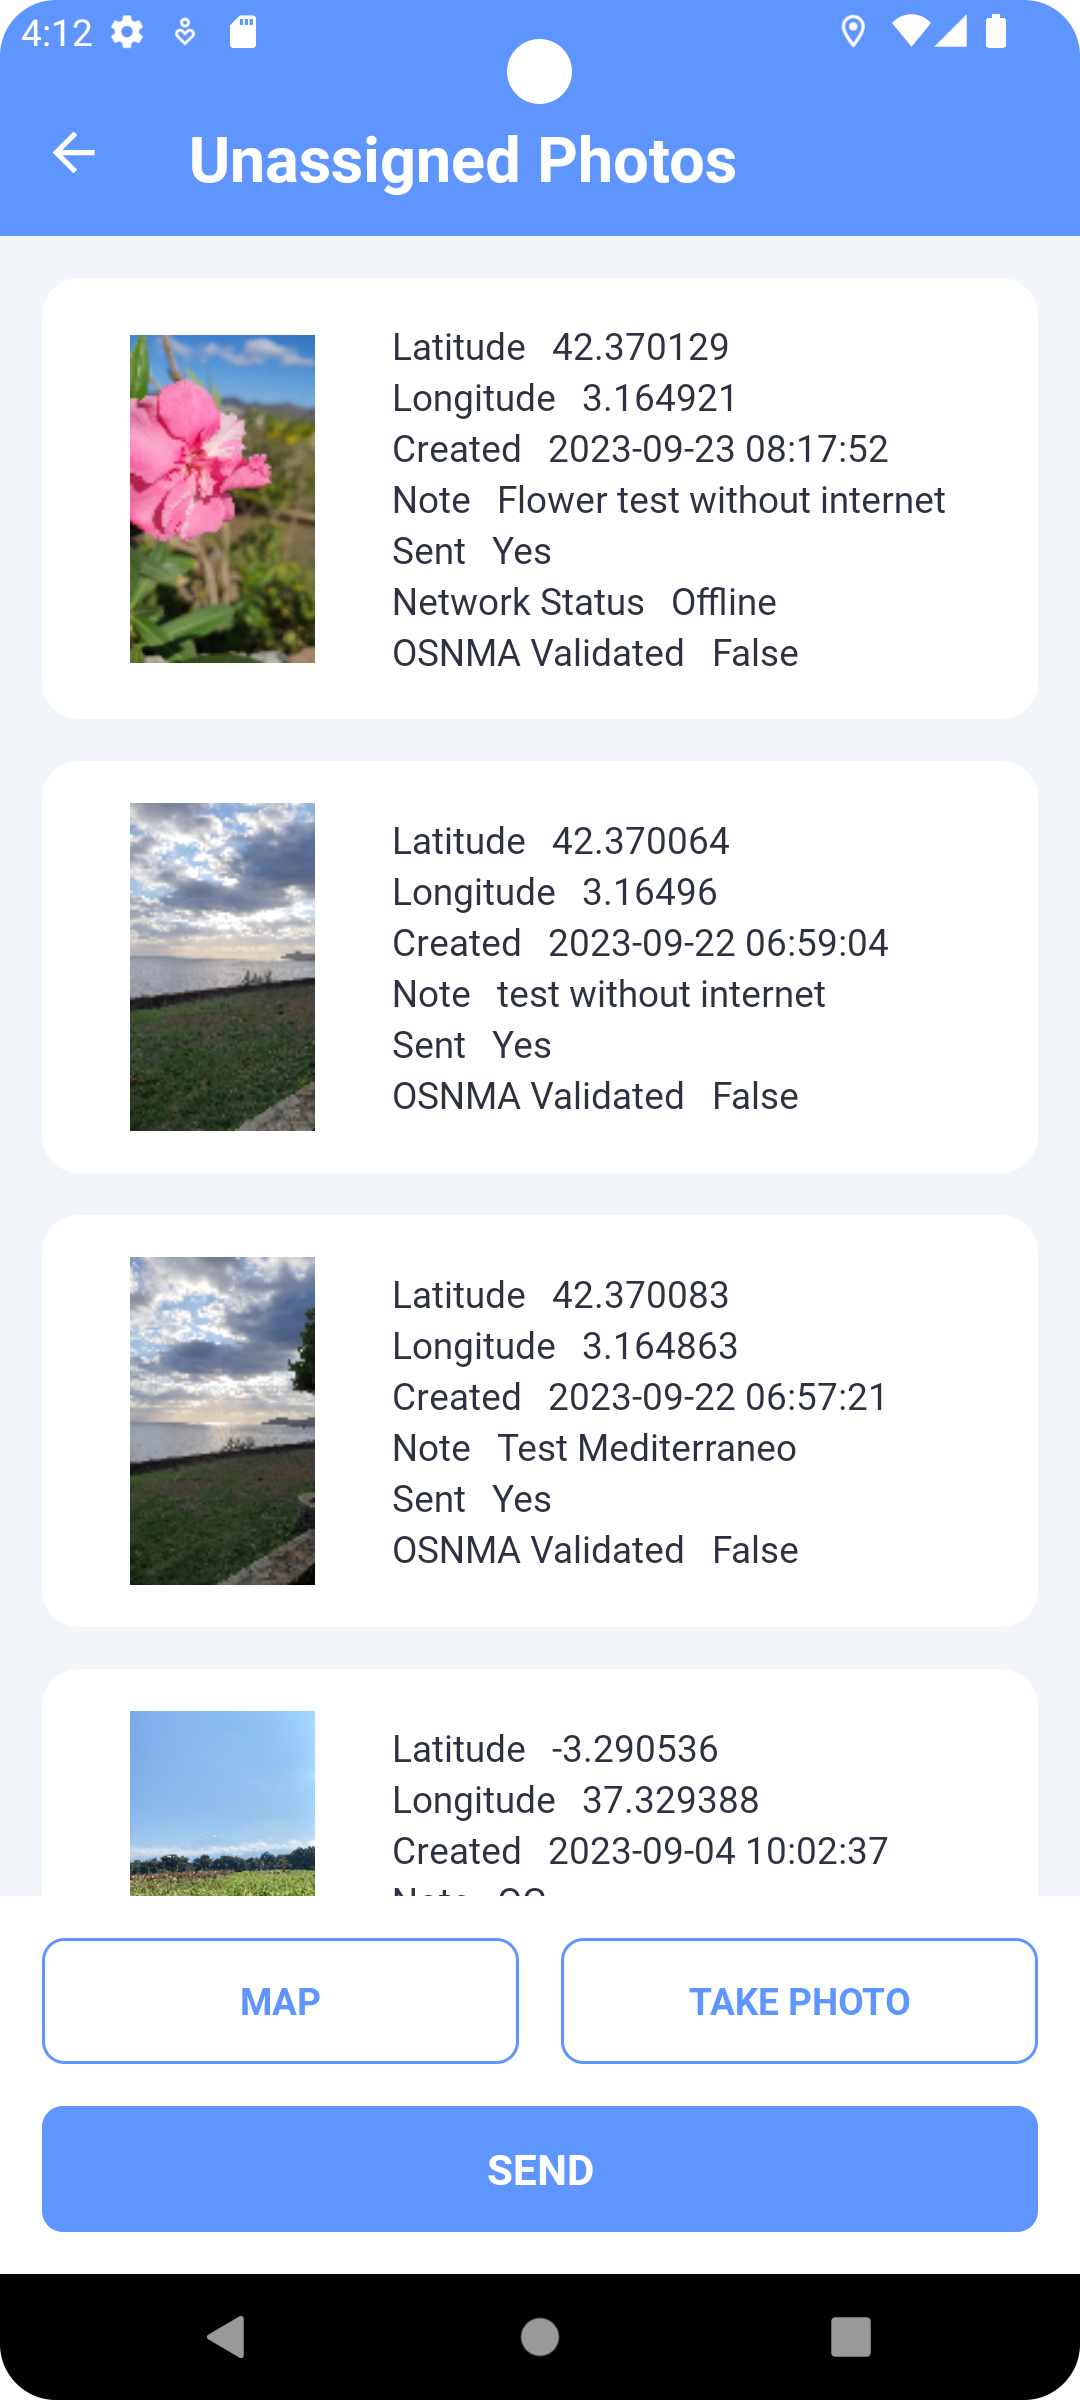 4:12
Unassigned Photos
Latitude 42.370129
Longitude 3.164921
Created 2023-09-23 08:17:52
Note Flower test without internet
Sent Yes
Network Status Offline
OSNMA Validated False
Latitude 42.370064
Longitude 3.16496
Created 2023-09-22 06:59:04
Note test without internet
Sent Yes
OSNMA Validated False
Latitude 42.370083
Longitude 3.164863
Created 2023-09-22 06:57:21
Note Test Mediterraneo
Sent Yes
OSNMA Validated False
Latitude -3.290536
Longitude 37.329388
Created 2023-09-04 10:02:37
Note
MAP
TAKE PHOTO
SEND